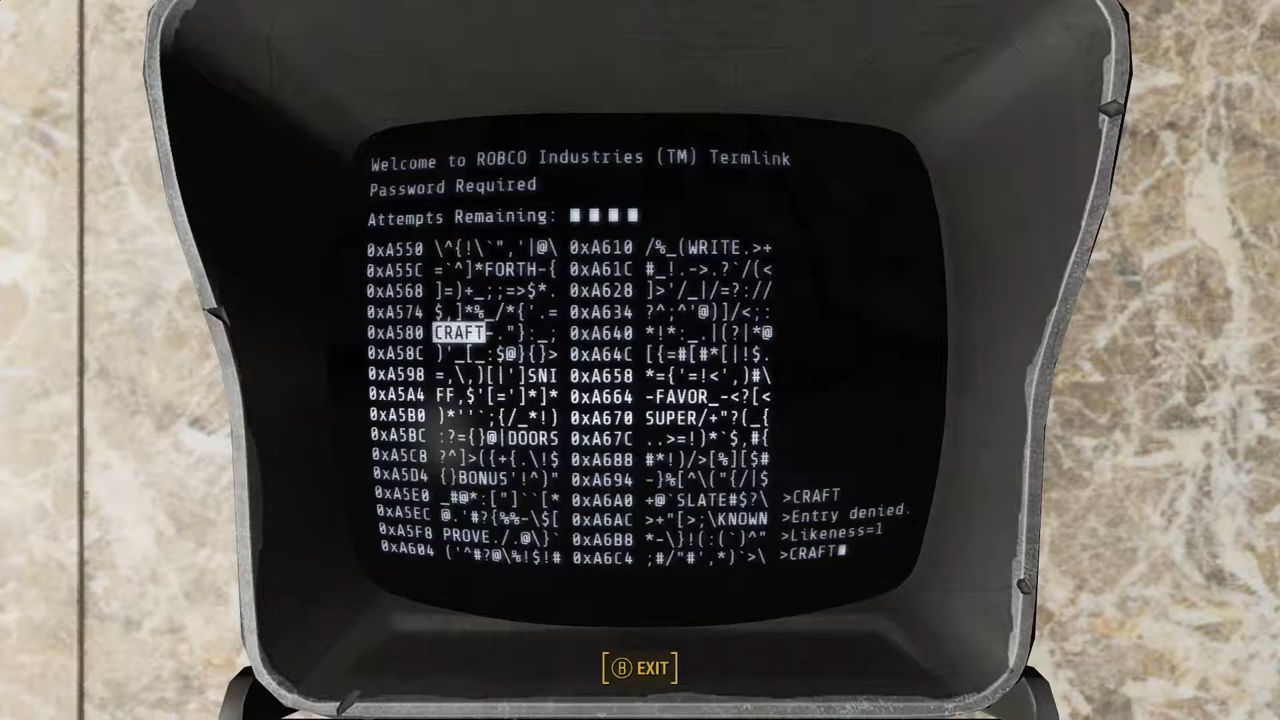 Welcome to ROBCO Industries (TM) Termlink
Password Required
Attempts Remaining: ■ ■ ■ ■
0xA550 \^{!\`",'|@\ 0xA610 /%_(WRITE.>+
0xA55C =`^]*FORTH-{ 0xA61C #_!.->.?`/(<
0xA568 ]=)+_;;=>$*. 0xA628 ]>'/_|/=?://
0xA574 $,]*%_/*{'.= 0xA634 ?^;^'@)]/<;:
0xA580 CRAFT-."}:_; 0xA640 *!*:_.|(?|*@
0xA58C )'_[_:$@}{}> 0xA64C [{=#[#*[|!$.
0xA598 =,\,)[|']SNI 0xA658 *={'=!<',)#\
0xA5A4 FF,$'[=']*]* 0xA664 -FAVOR_-<?[<
0xA5B0 )*''`;{/_*!) 0xA670 SUPER/+"?(_{
0xA5BC :?={}@|DOORS 0xA67C ..>=!)*`$,#{
0xA5C8 ?^]>({+{.\!$ 0xA688 #*!)/>[%][$#
0xA5D4 {}BONUS'!^)" 0xA694 -}%[^\("{/|$
0xA5E0 _#@*:["]``[* 0xA6A0 +@`SLATE#$?\ >CRAFT
0xA5EC @.'#?{%%-\$[ 0xA6AC >+"[>;\KNOWN >Entry denied.
0xA5F8 PROVE./.@\}` 0xA6B8 *-\}!(:(`)^" >Likeness=1
0xA604 ('^#?@\%!$!# 0xA6C4 ;#/"#',*)`>\ >CRAFT■
[Ⓑ EXIT]